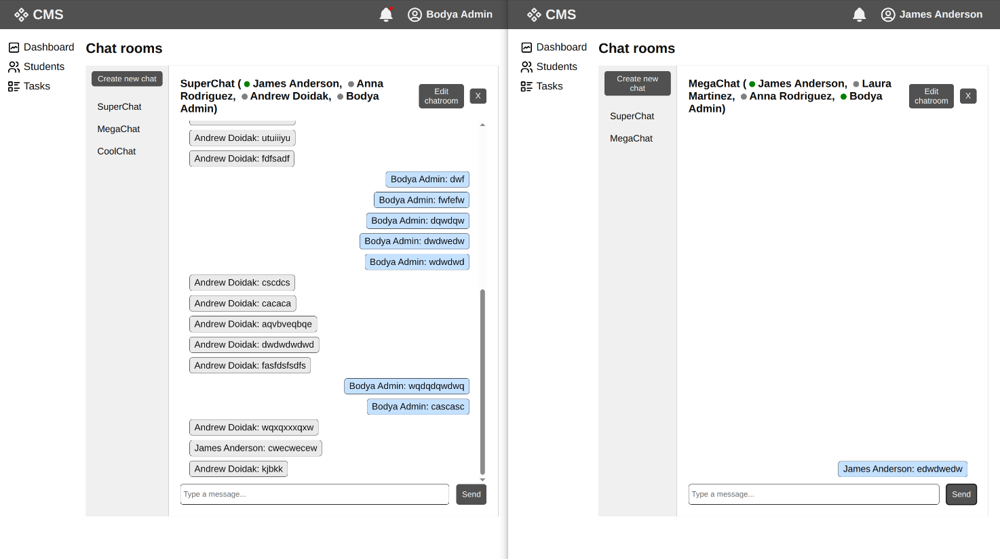 CMS
Bodya Admin
Dashboard
Students
Tasks
Chat rooms
Create new chat
SuperChat
MegaChat
CoolChat
SuperChat ( James Anderson, Anna
Rodriguez, Andrew Doidak, Bodya
Admin)
Edit
chatroom
X
Andrew Doidak: utuiiiyu
Andrew Doidak: fdfsadf
Bodya Admin: dwf
Bodya Admin: fwfefw
Bodya Admin: dqwdqw
Bodya Admin: dwdwedw
Bodya Admin: wdwdwd
Andrew Doidak: cscdcs
Andrew Doidak: cacaca
Andrew Doidak: aqvbveqbqe
Andrew Doidak: dwdwdwdwd
Andrew Doidak: fasfdsfsdfs
Bodya Admin: wqdqdqwdwq
Bodya Admin: cascasc
Andrew Doidak: wqxqxxxqxw
James Anderson: cwecwecew
Andrew Doidak: kjbkk
Type a message...
Send
CMS
James Anderson
Dashboard
Students
Tasks
Chat rooms
Create new
chat
SuperChat
MegaChat
MegaChat ( James Anderson, Laura
Martinez, Anna Rodriguez, Bodya
Admin)
Edit
chatroom
X
James Anderson: edwdwedw
Type a message...
Send